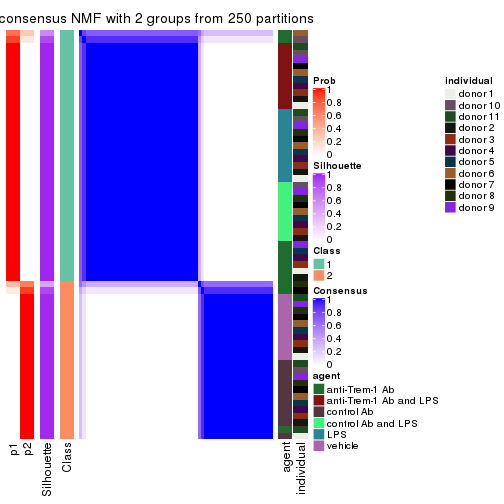 consensus NMF with 2 groups from 250 partitions
p1
p2
Silhouette
Class
agent
individual
Prob
1
0.8
0.6
0.4
0.2
0
Silhouette
1
0.8
0.6
0.4
0.2
0
Class
1
2
Consensus
1
0.8
0.6
0.4
0.2
0
agent
anti-Trem-1 Ab
anti-Trem-1 Ab and LPS
control Ab
control Ab and LPS
LPS
vehicle
individual
donor 1
donor 10
donor 11
donor 2
donor 3
donor 4
donor 5
donor 6
donor 7
donor 8
donor 9